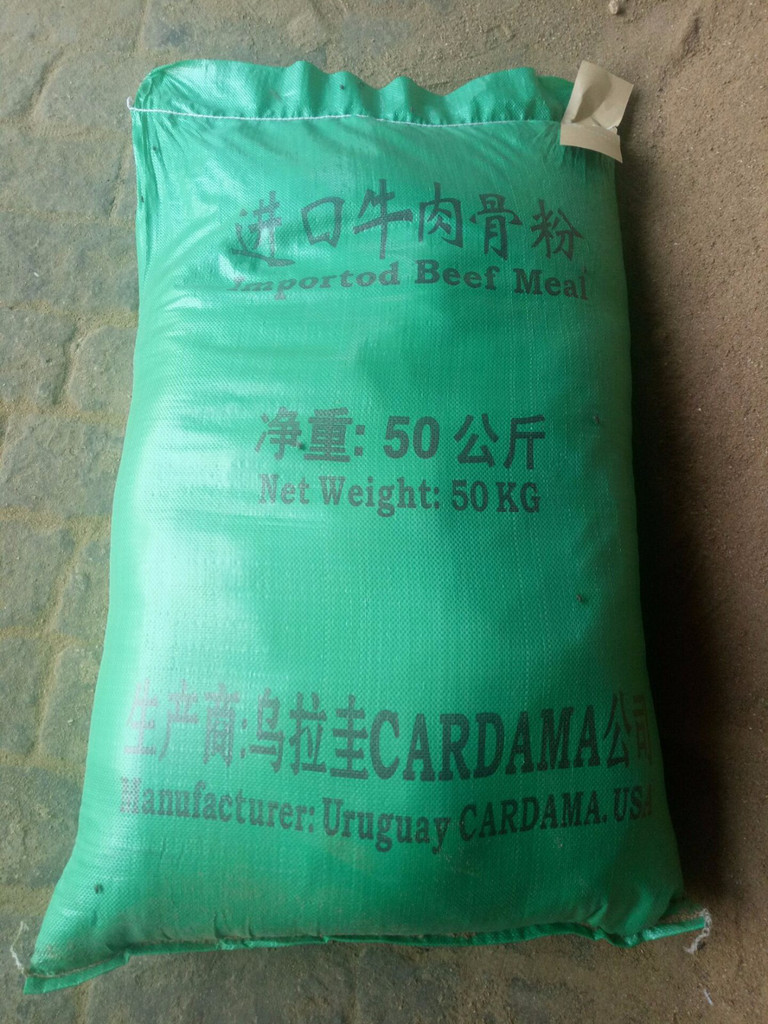 进口牛肉骨粉
Importod Beef Meal
净重: 50 公斤
Net Weight: 50 KG
生产商:乌拉圭CARDAMA公司
Manufacturer: Uruguay CARDAMA. USA